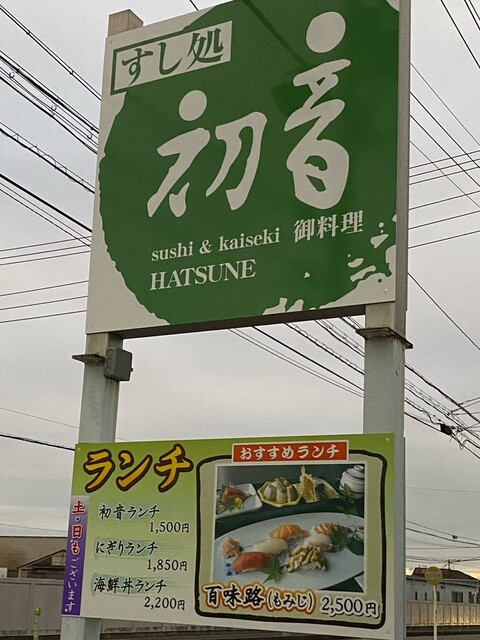 すし処
初音
sushi & kaiseki 御料理
HATSUNE
ランチ
土・日もございます
初音ランチ
1,500円
にぎりランチ
1,850円
海鮮丼ランチ
2,200円
おすすめランチ
百味路(もみじ) 2,500円